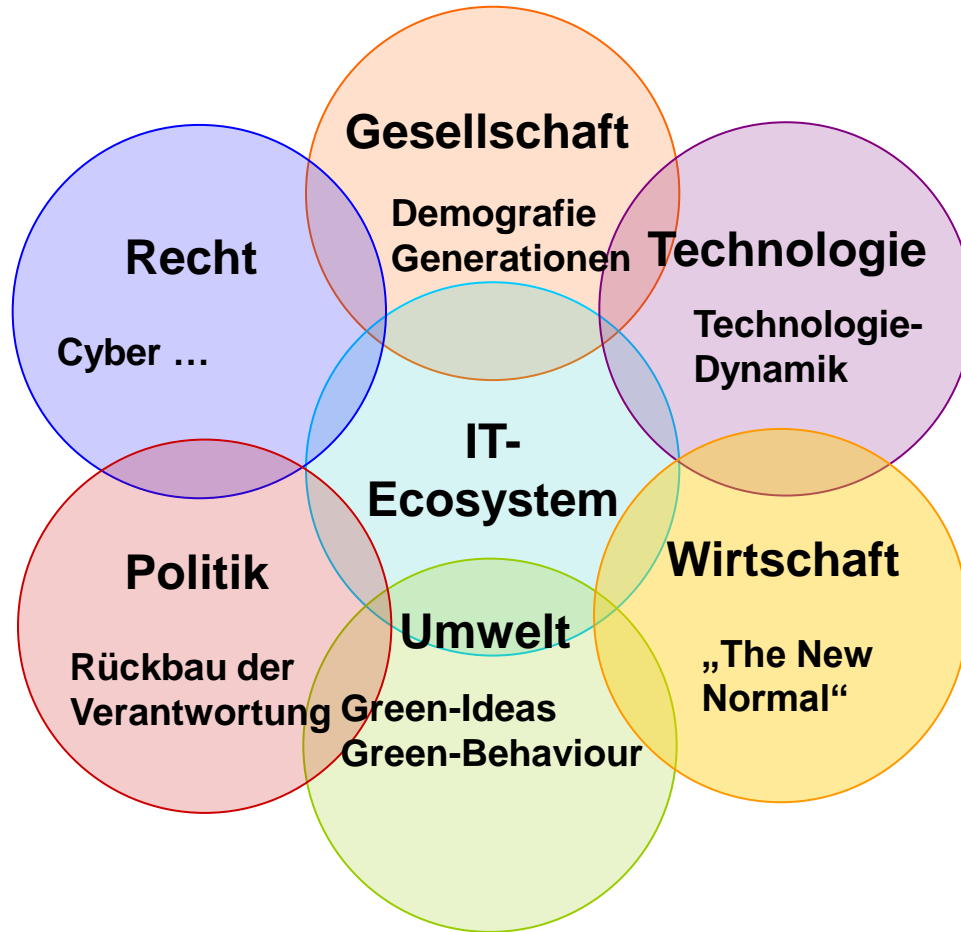 Gesellschaft
Demografie
Generationen
Recht
Cyber …
Technologie
Technologie-
Dynamik
IT-
Ecosystem
Politik
Rückbau der
Verantwortung
Umwelt
Green-Ideas
Green-Behaviour
Wirtschaft
„The New
Normal“